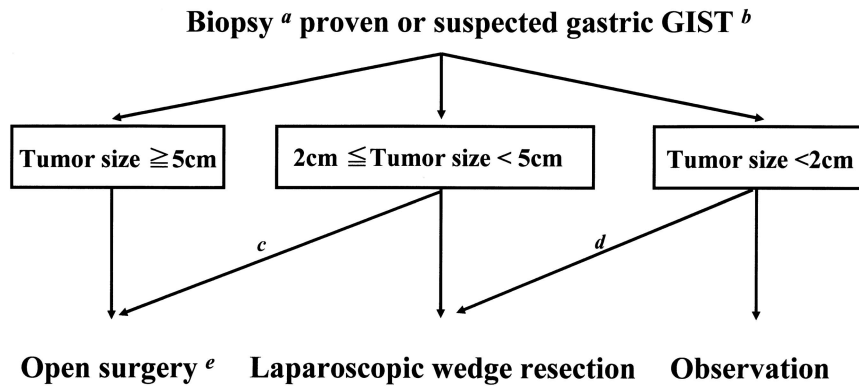 Biopsy a proven or suspected gastric GIST b
Tumor size ≧5cm
2cm ≦Tumor size < 5cm
Tumor size <2cm
c
d
Open surgery e
Laparoscopic wedge resection
Observation